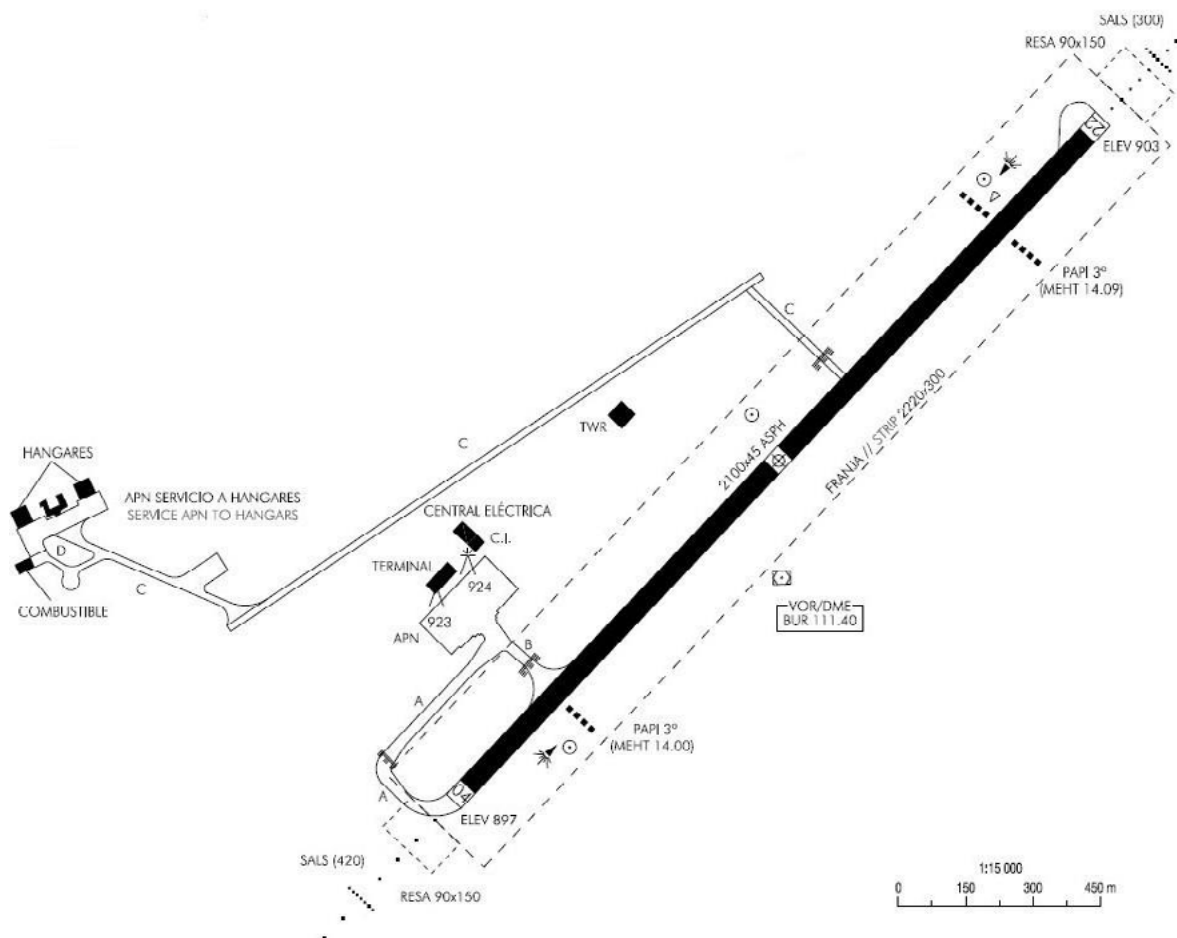 SALS (300)
RESA 90x150
22
ELEV 903
PAPI 3º
(MEHT 14.09)
C
TWR
C
2100x45 ASPH
FRANJA // STRIP 2220x300
HANGARES
APN SERVICIO A HANGARES
SERVICE APN TO HANGARS
CENTRAL ELÉCTRICA
C.I.
D
TERMINAL
924
C
COMBUSTIBLE
923
VOR/DME
BUR 111.40
APN
B
A
PAPI 3º
(MEHT 14.00)
A
04
ELEV 897
SALS (420)
RESA 90x150
1:15 000
0 150 300 450 m